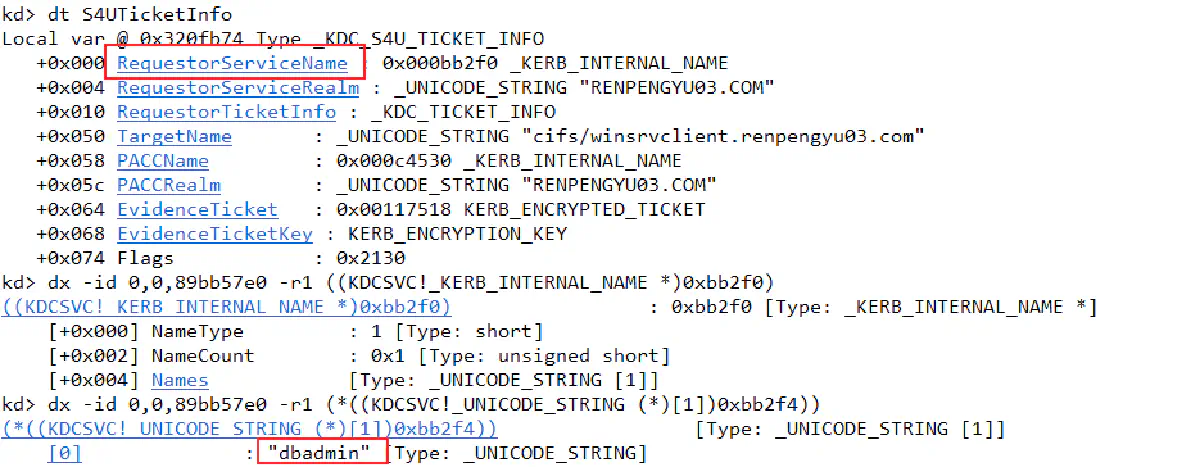 kd> dt S4UTicketInfo
Local var @ 0x320fb74 Type _KDC_S4U_TICKET_INFO
+0x000 RequestorServiceName : 0x000bb2f0 _KERB_INTERNAL_NAME
+0x004 RequestorServiceRealm : _UNICODE_STRING "RENPENGYU03.COM"
+0x010 RequestorTicketInfo : _KDC_TICKET_INFO
+0x050 TargetName : _UNICODE_STRING "cifs/winsrvclient.renpengyu03.com"
+0x058 PACCName : 0x000c4530 _KERB_INTERNAL_NAME
+0x05c PACCRealm : _UNICODE_STRING "RENPENGYU03.COM"
+0x064 EvidenceTicket : 0x00117518 KERB_ENCRYPTED_TICKET
+0x068 EvidenceTicketKey : KERB_ENCRYPTION_KEY
+0x074 Flags : 0x2130
kd> dx -id 0,0,89bb57e0 -r1 ((KDCSVC!_KERB_INTERNAL_NAME *)0xbb2f0)
((KDCSVC!_KERB_INTERNAL_NAME *)0xbb2f0) : 0xbb2f0 [Type: _KERB_INTERNAL_NAME *]
[+0x000] NameType : 1 [Type: short]
[+0x002] NameCount : 0x1 [Type: unsigned short]
[+0x004] Names [Type: _UNICODE_STRING [1]]
kd> dx -id 0,0,89bb57e0 -r1 (*((KDCSVC!_UNICODE_STRING (*)[1])0xbb2f4))
(*((KDCSVC!_UNICODE_STRING (*)[1])0xbb2f4)) [Type: _UNICODE_STRING [1]]
[0] : "dbadmin" [Type: _UNICODE_STRING]